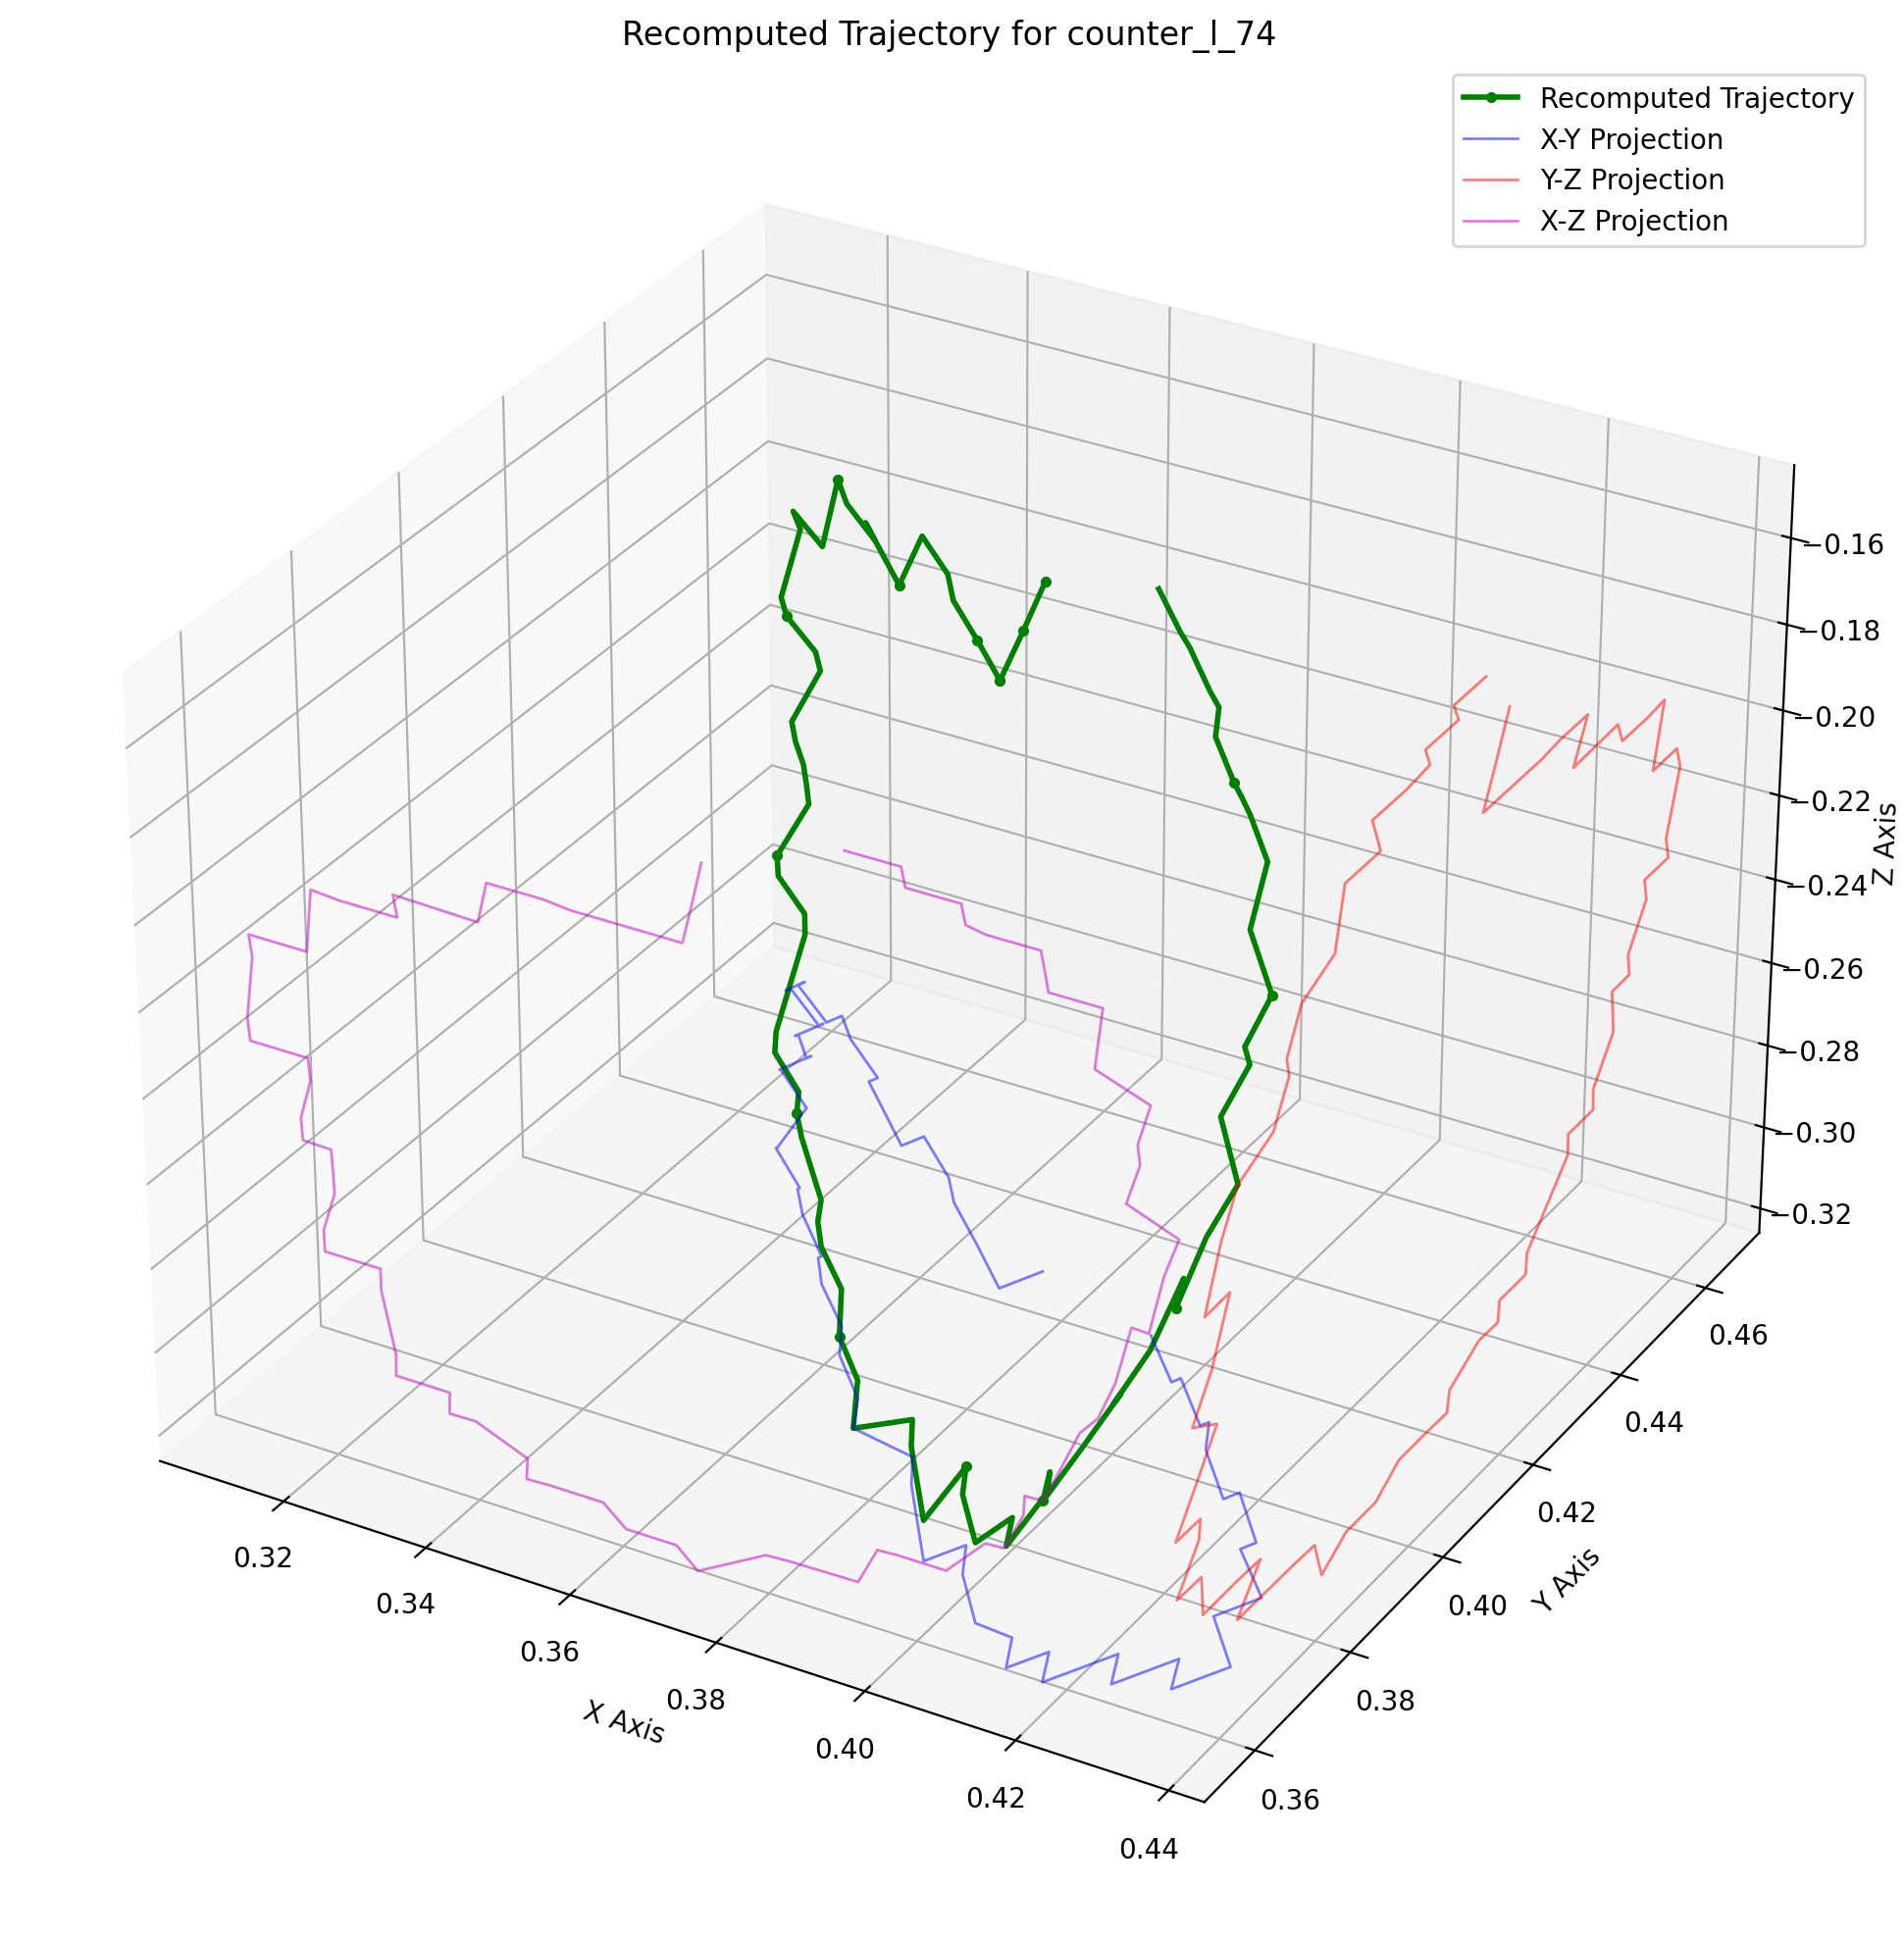 Recomputed Trajectory for counter_l_74
Recomputed Trajectory
X-Y Projection
Y-Z Projection
X-Z Projection
−0.16
−0.18
−0.20
−0.22
−0.24
−0.26
−0.28
−0.30
−0.32
Z Axis
0.46
0.44
0.42
0.40
0.38
0.36
Y Axis
0.32
0.34
0.36
0.38
0.40
0.42
0.44
X Axis